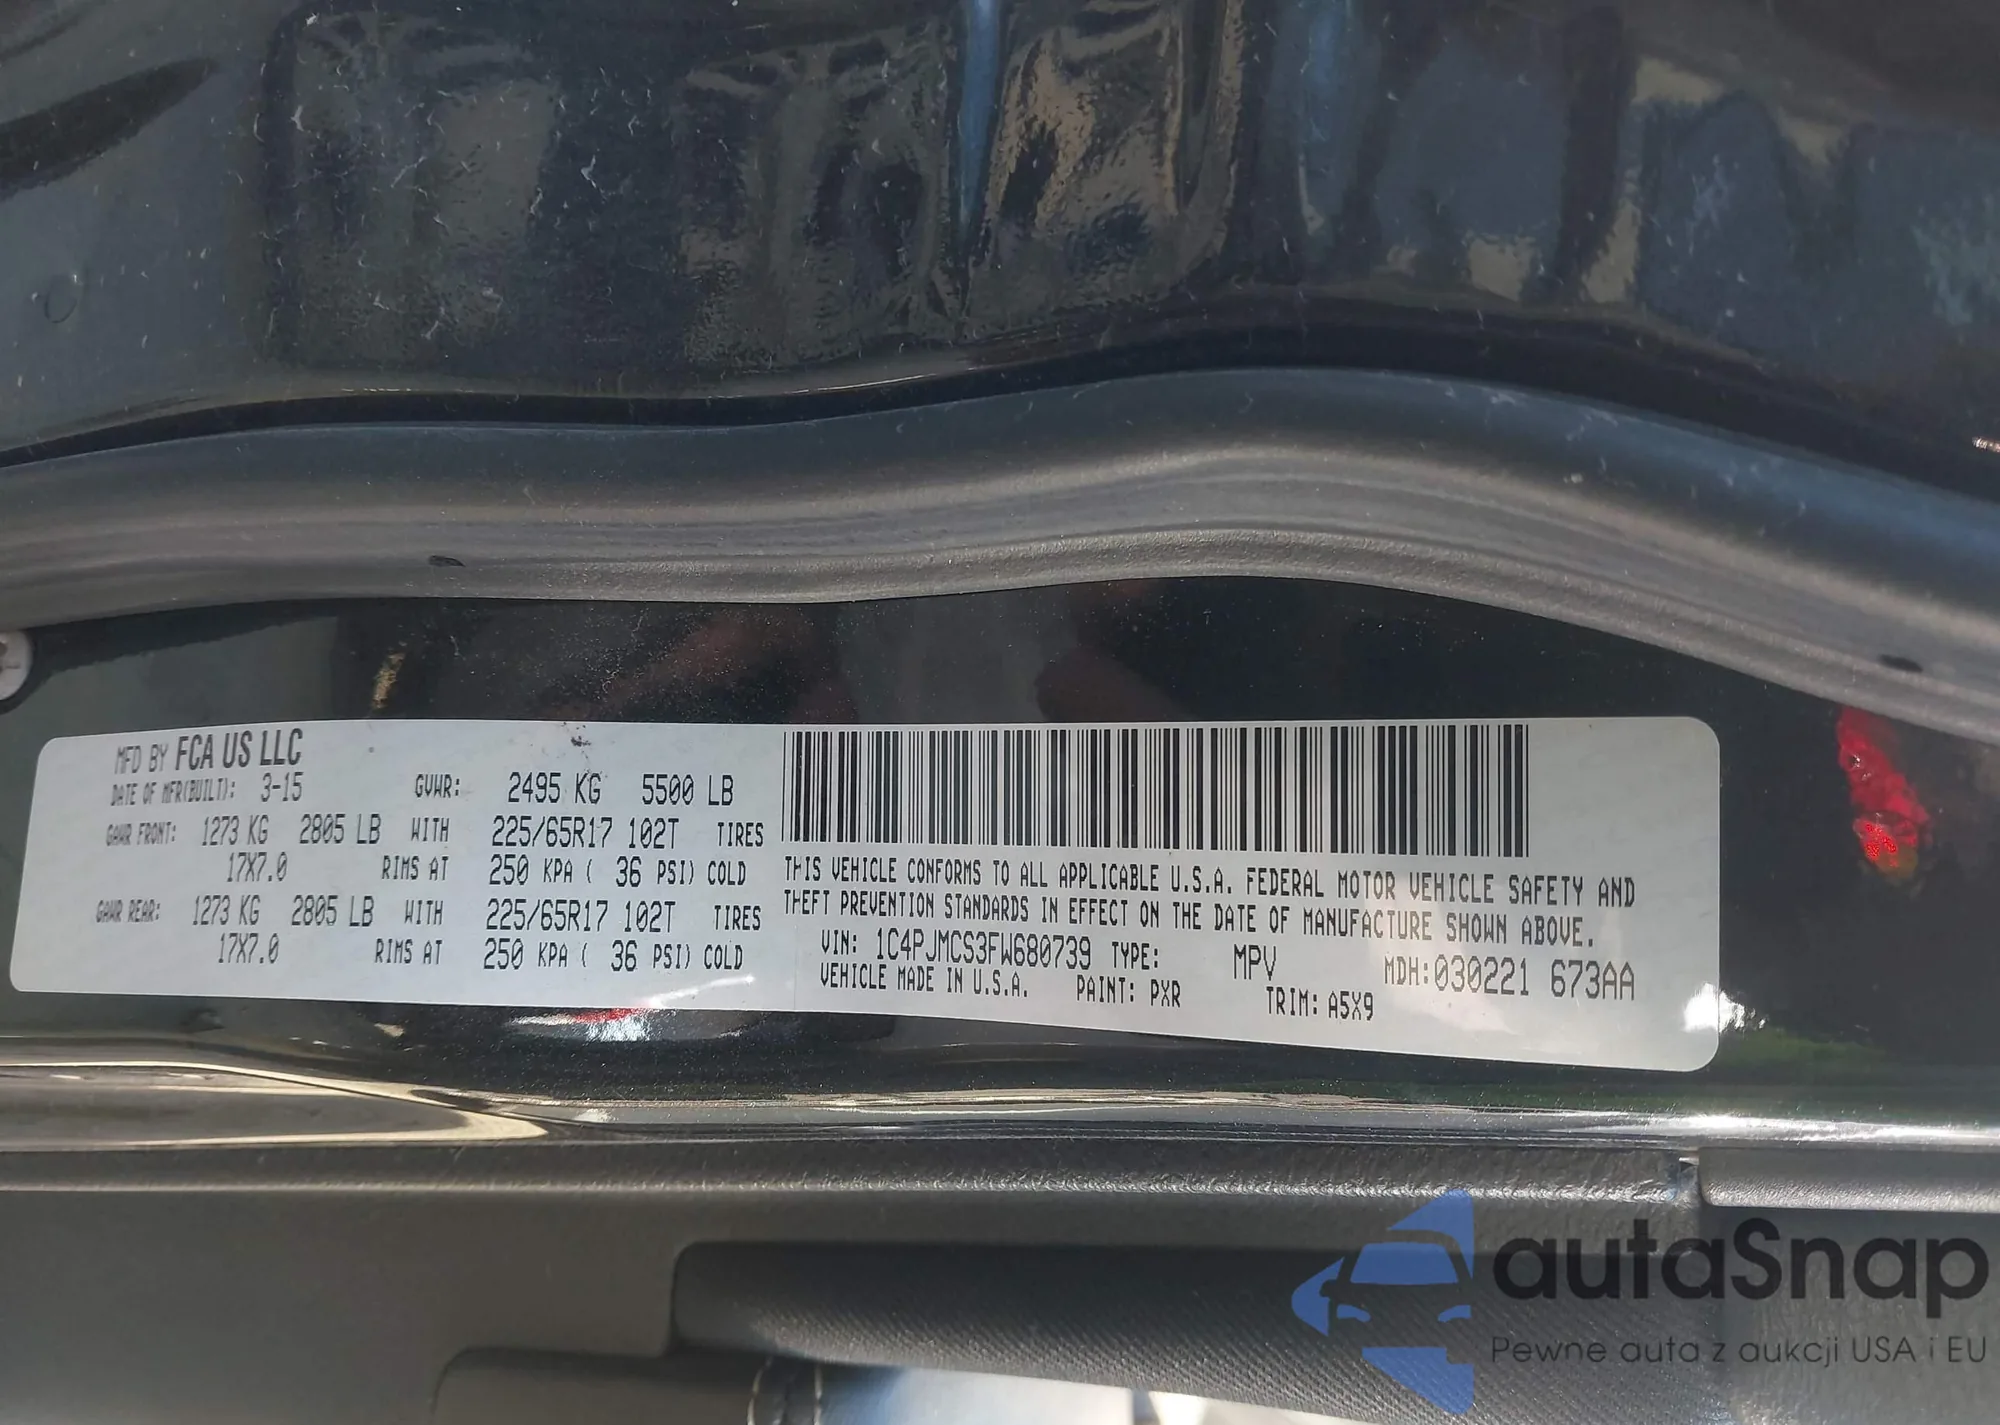 MFD BY FCA US LLC
DATE OF MFR(BUILT): 3-15 GVWR: 2495 KG 5500 LB
GAWR FRONT: 1273 KG 2805 LB WITH 225/65R17 102T TIRES
17X7.0 RIMS AT 250 KPA ( 36 PSI) COLD
GAWR REAR: 1273 KG 2805 LB WITH 225/65R17 102T TIRES
17X7.0 RIMS AT 250 KPA ( 36 PSI) COLD
THIS VEHICLE CONFORMS TO ALL APPLICABLE U.S.A. FEDERAL MOTOR VEHICLE SAFETY AND
THEFT PREVENTION STANDARDS IN EFFECT ON THE DATE OF MANUFACTURE SHOWN ABOVE.
VIN: 1C4PJMCS3FW680739 TYPE: MPV MDH:030221 673AA
VEHICLE MADE IN U.S.A. PAINT: PXR TRIM: A5X9
autaSnap
Pewne auta z aukcji USA i EU